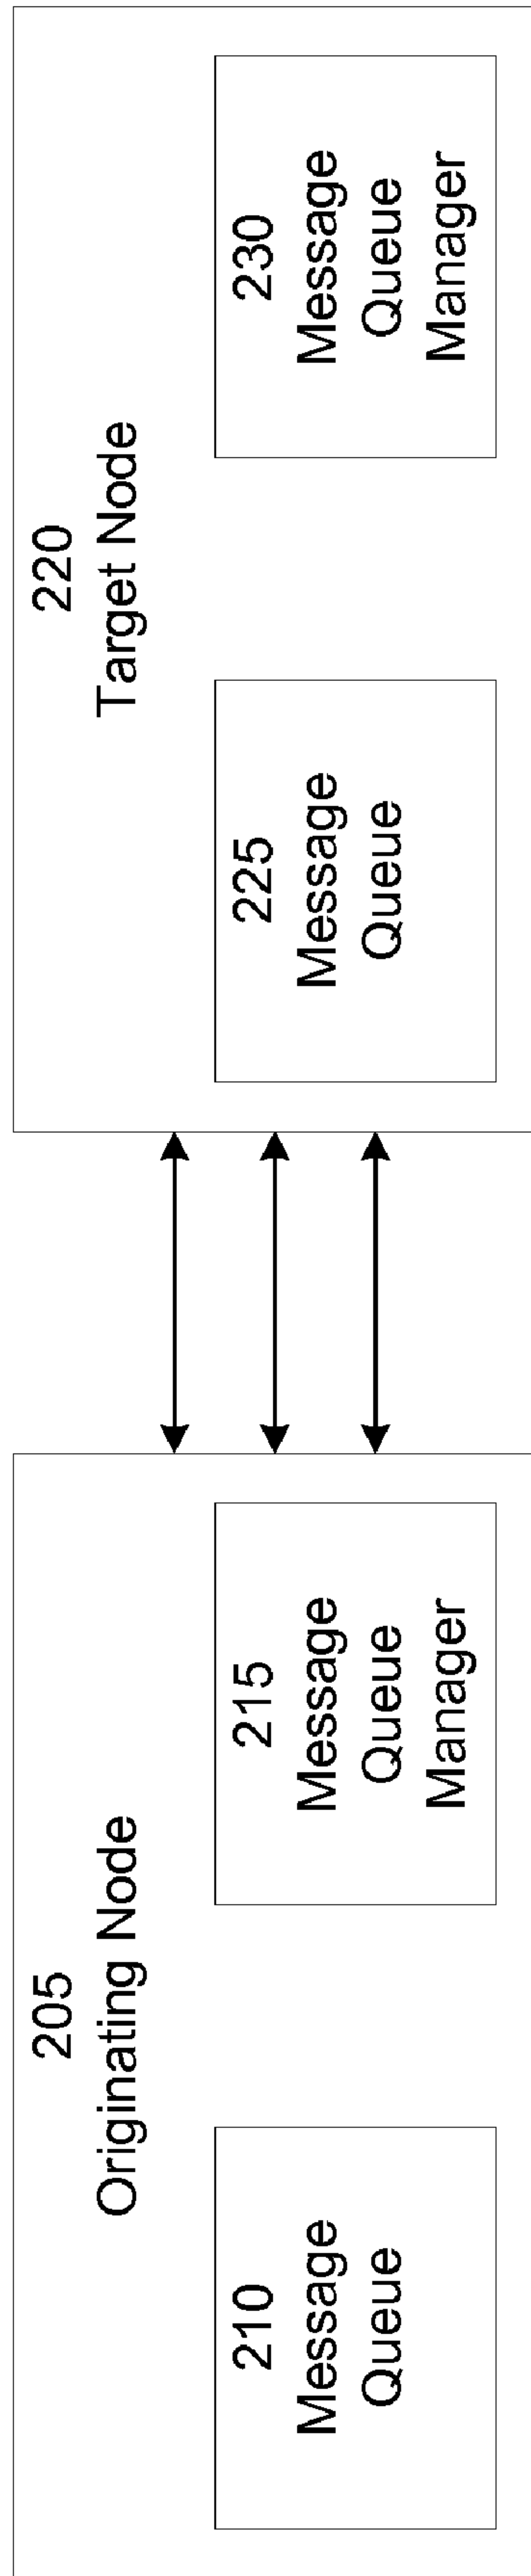 205
Originating Node
210
Message
Queue
215
Message
Queue
Manager
220
Target Node
225
Message
Queue
230
Message
Queue
Manager